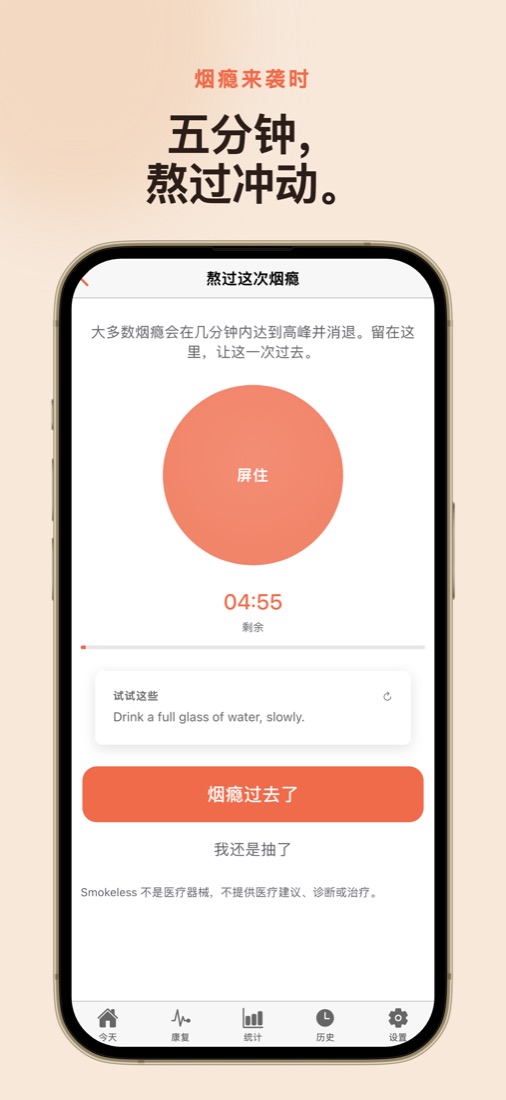 烟瘾来袭时
五分钟，
熬过冲动。
熬过这次烟瘾
大多数烟瘾会在几分钟内达到高峰并消退。留在这
里，让这一次过去。
屏住
04:55
剩余
试试这些
Drink a full glass of water, slowly.
烟瘾过去了
我还是抽了
Smokeless 不是医疗器械，不提供医疗建议、诊断或治疗。
今天 康复 统计 历史 设置